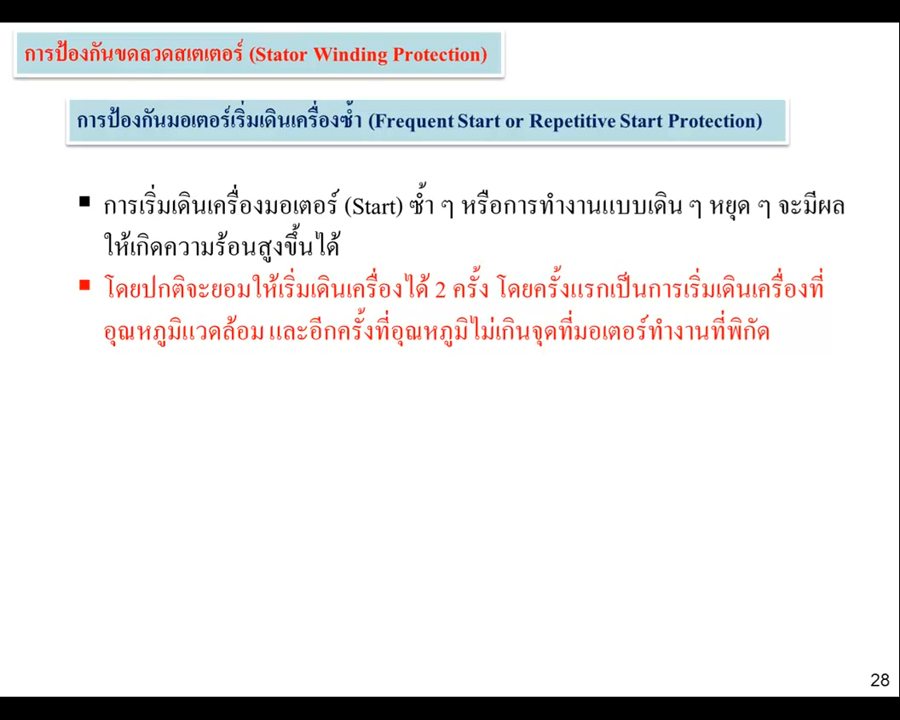 การป้องกันขดลวดสเตเตอร์ (Stator Winding Protection)
การป้องกันมอเตอร์เริ่มเดินเครื่องซ้ำ (Frequent Start or Repetitive Start Protection)
▪ การเริ่มเดินเครื่องมอเตอร์ (Start) ซ้ำ ๆ หรือการทำงานแบบเดิน ๆ หยุด ๆ จะมีผล
ให้เกิดความร้อนสูงขึ้นได้
▪ โดยปกติจะยอมให้เริ่มเดินเครื่องได้ 2 ครั้ง โดยครั้งแรกเป็นการเริ่มเดินเครื่องที่
อุณหภูมิแวดล้อม และอีกครั้งที่อุณหภูมิไม่เกินจุดที่มอเตอร์ทำงานที่พิกัด
28